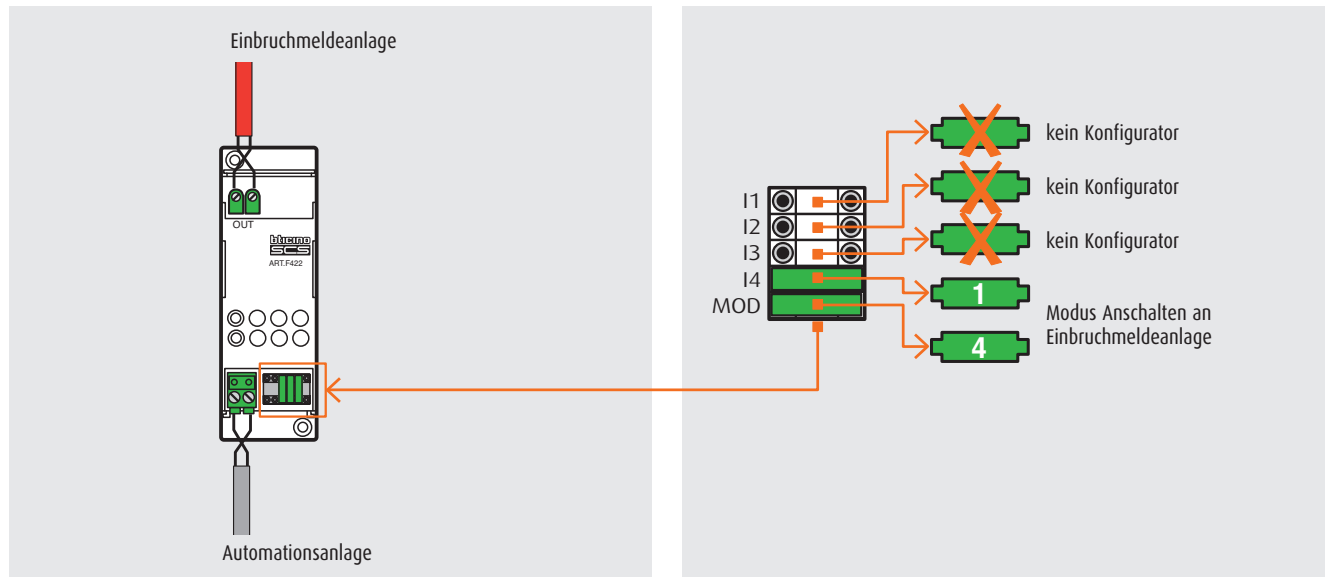 Einbruchmeldeanlage
OUT
bticino
SCS
ART.F422
Automationsanlage
I1
I2
I3
I4
MOD
kein Konfigurator
kein Konfigurator
kein Konfigurator
1
4
Modus Anschalten an
Einbruchmeldeanlage